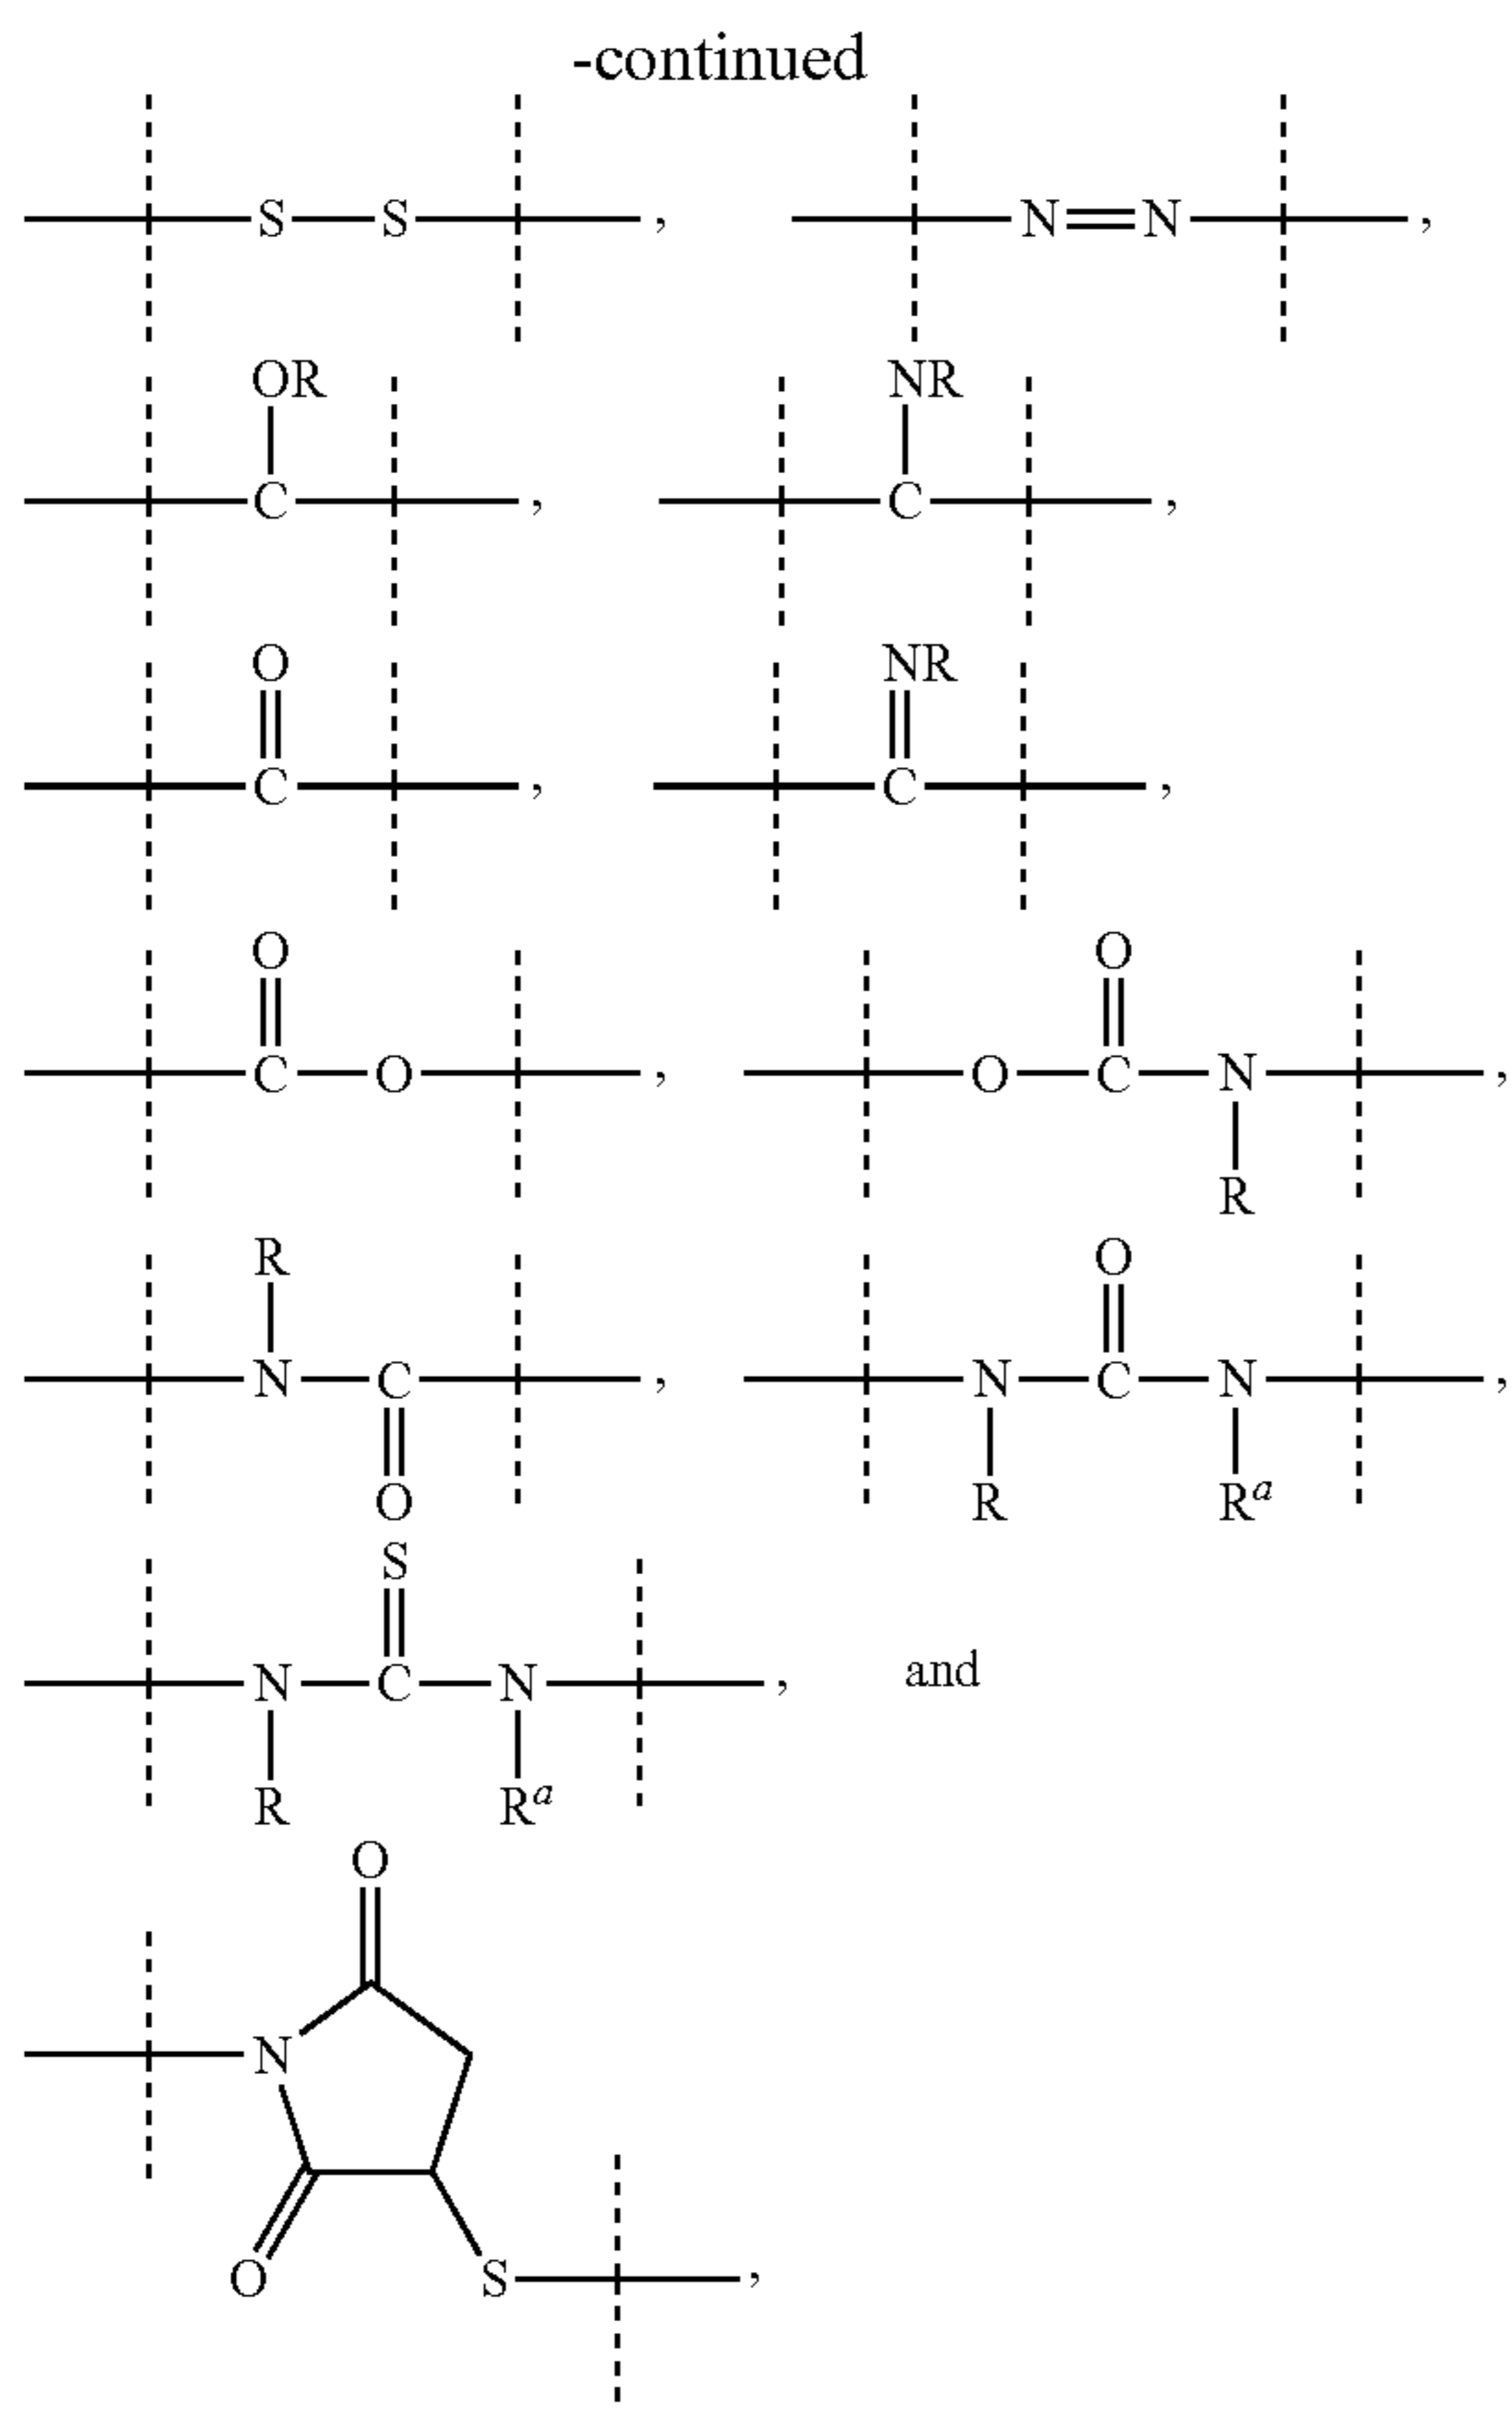 -continued
S—S, N=N,
OR NR
C, C,
O NR
C, C,
O O
C—O, O—C—N,
R
R O
N—C, N—C—N,
O R Rᵃ
S
N—C—N, and
R Rᵃ
O
N
O S,